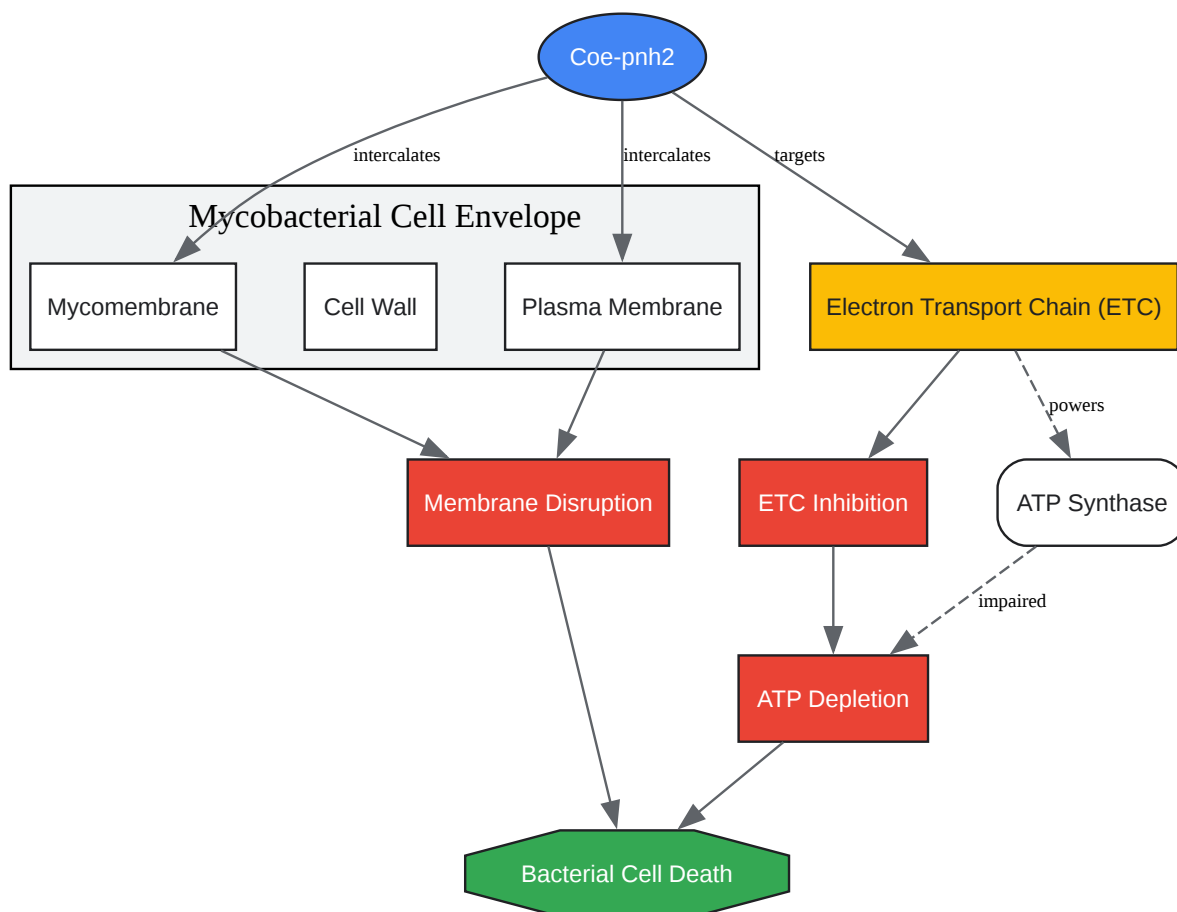 Coe-pnh2
intercalates
intercalates
targets
Mycobacterial Cell Envelope
Mycomembrane
Cell Wall
Plasma Membrane
Electron Transport Chain (ETC)
powers
Membrane Disruption
ETC Inhibition
ATP Synthase
impaired
ATP Depletion
Bacterial Cell Death